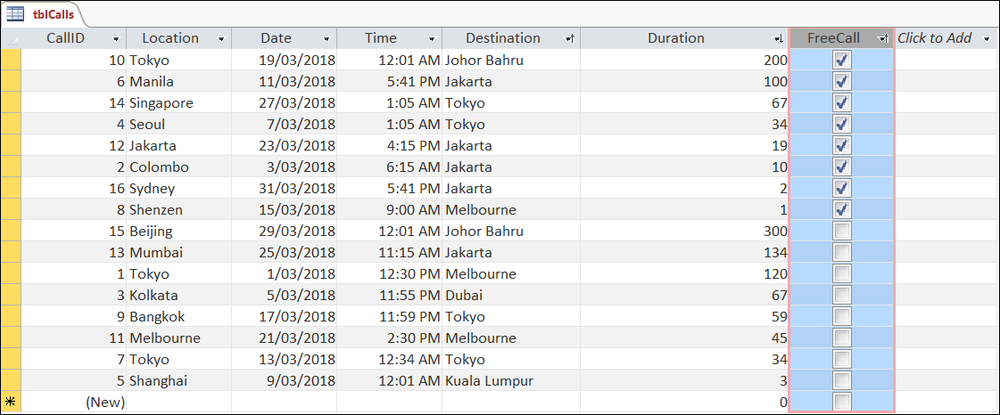 tblCalls
CallID Location Date Time Destination Duration FreeCall Click to Add
10 Tokyo 19/03/2018 12:01 AM Johor Bahru 200
6 Manila 11/03/2018 5:41 PM Jakarta 100
14 Singapore 27/03/2018 1:05 AM Tokyo 67
4 Seoul 7/03/2018 1:05 AM Tokyo 34
12 Jakarta 23/03/2018 4:15 PM Jakarta 19
2 Colombo 3/03/2018 6:15 AM Jakarta 10
16 Sydney 31/03/2018 5:41 PM Jakarta 2
8 Shenzen 15/03/2018 9:00 AM Melbourne 1
15 Beijing 29/03/2018 12:01 AM Johor Bahru 300
13 Mumbai 25/03/2018 11:15 AM Jakarta 134
1 Tokyo 1/03/2018 12:30 PM Melbourne 120
3 Kolkata 5/03/2018 11:55 PM Dubai 67
9 Bangkok 17/03/2018 11:59 PM Tokyo 59
11 Melbourne 21/03/2018 2:30 PM Melbourne 45
7 Tokyo 13/03/2018 12:34 AM Tokyo 34
5 Shanghai 9/03/2018 12:01 AM Kuala Lumpur 3
(New) 0